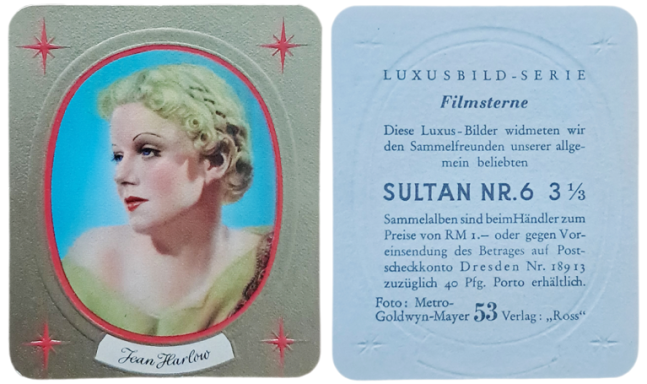 Jean Harlow
LUXUSBILD-SERIE
Filmsterne
Diese Luxus-Bilder widmeten wir
den Sammelfreunden unserer allge-
mein beliebten
SULTAN NR. 6 3 ⅓
Sammelalben sind beim Händler zum
Preise von RM 1.– oder gegen Vor-
einsendung des Betrages auf Post-
scheckkonto Dresden Nr. 18913
zuzüglich 40 Pfg. Porto erhältlich.
Foto: Metro-
Goldwyn-Mayer 53 Verlag: „Ross“